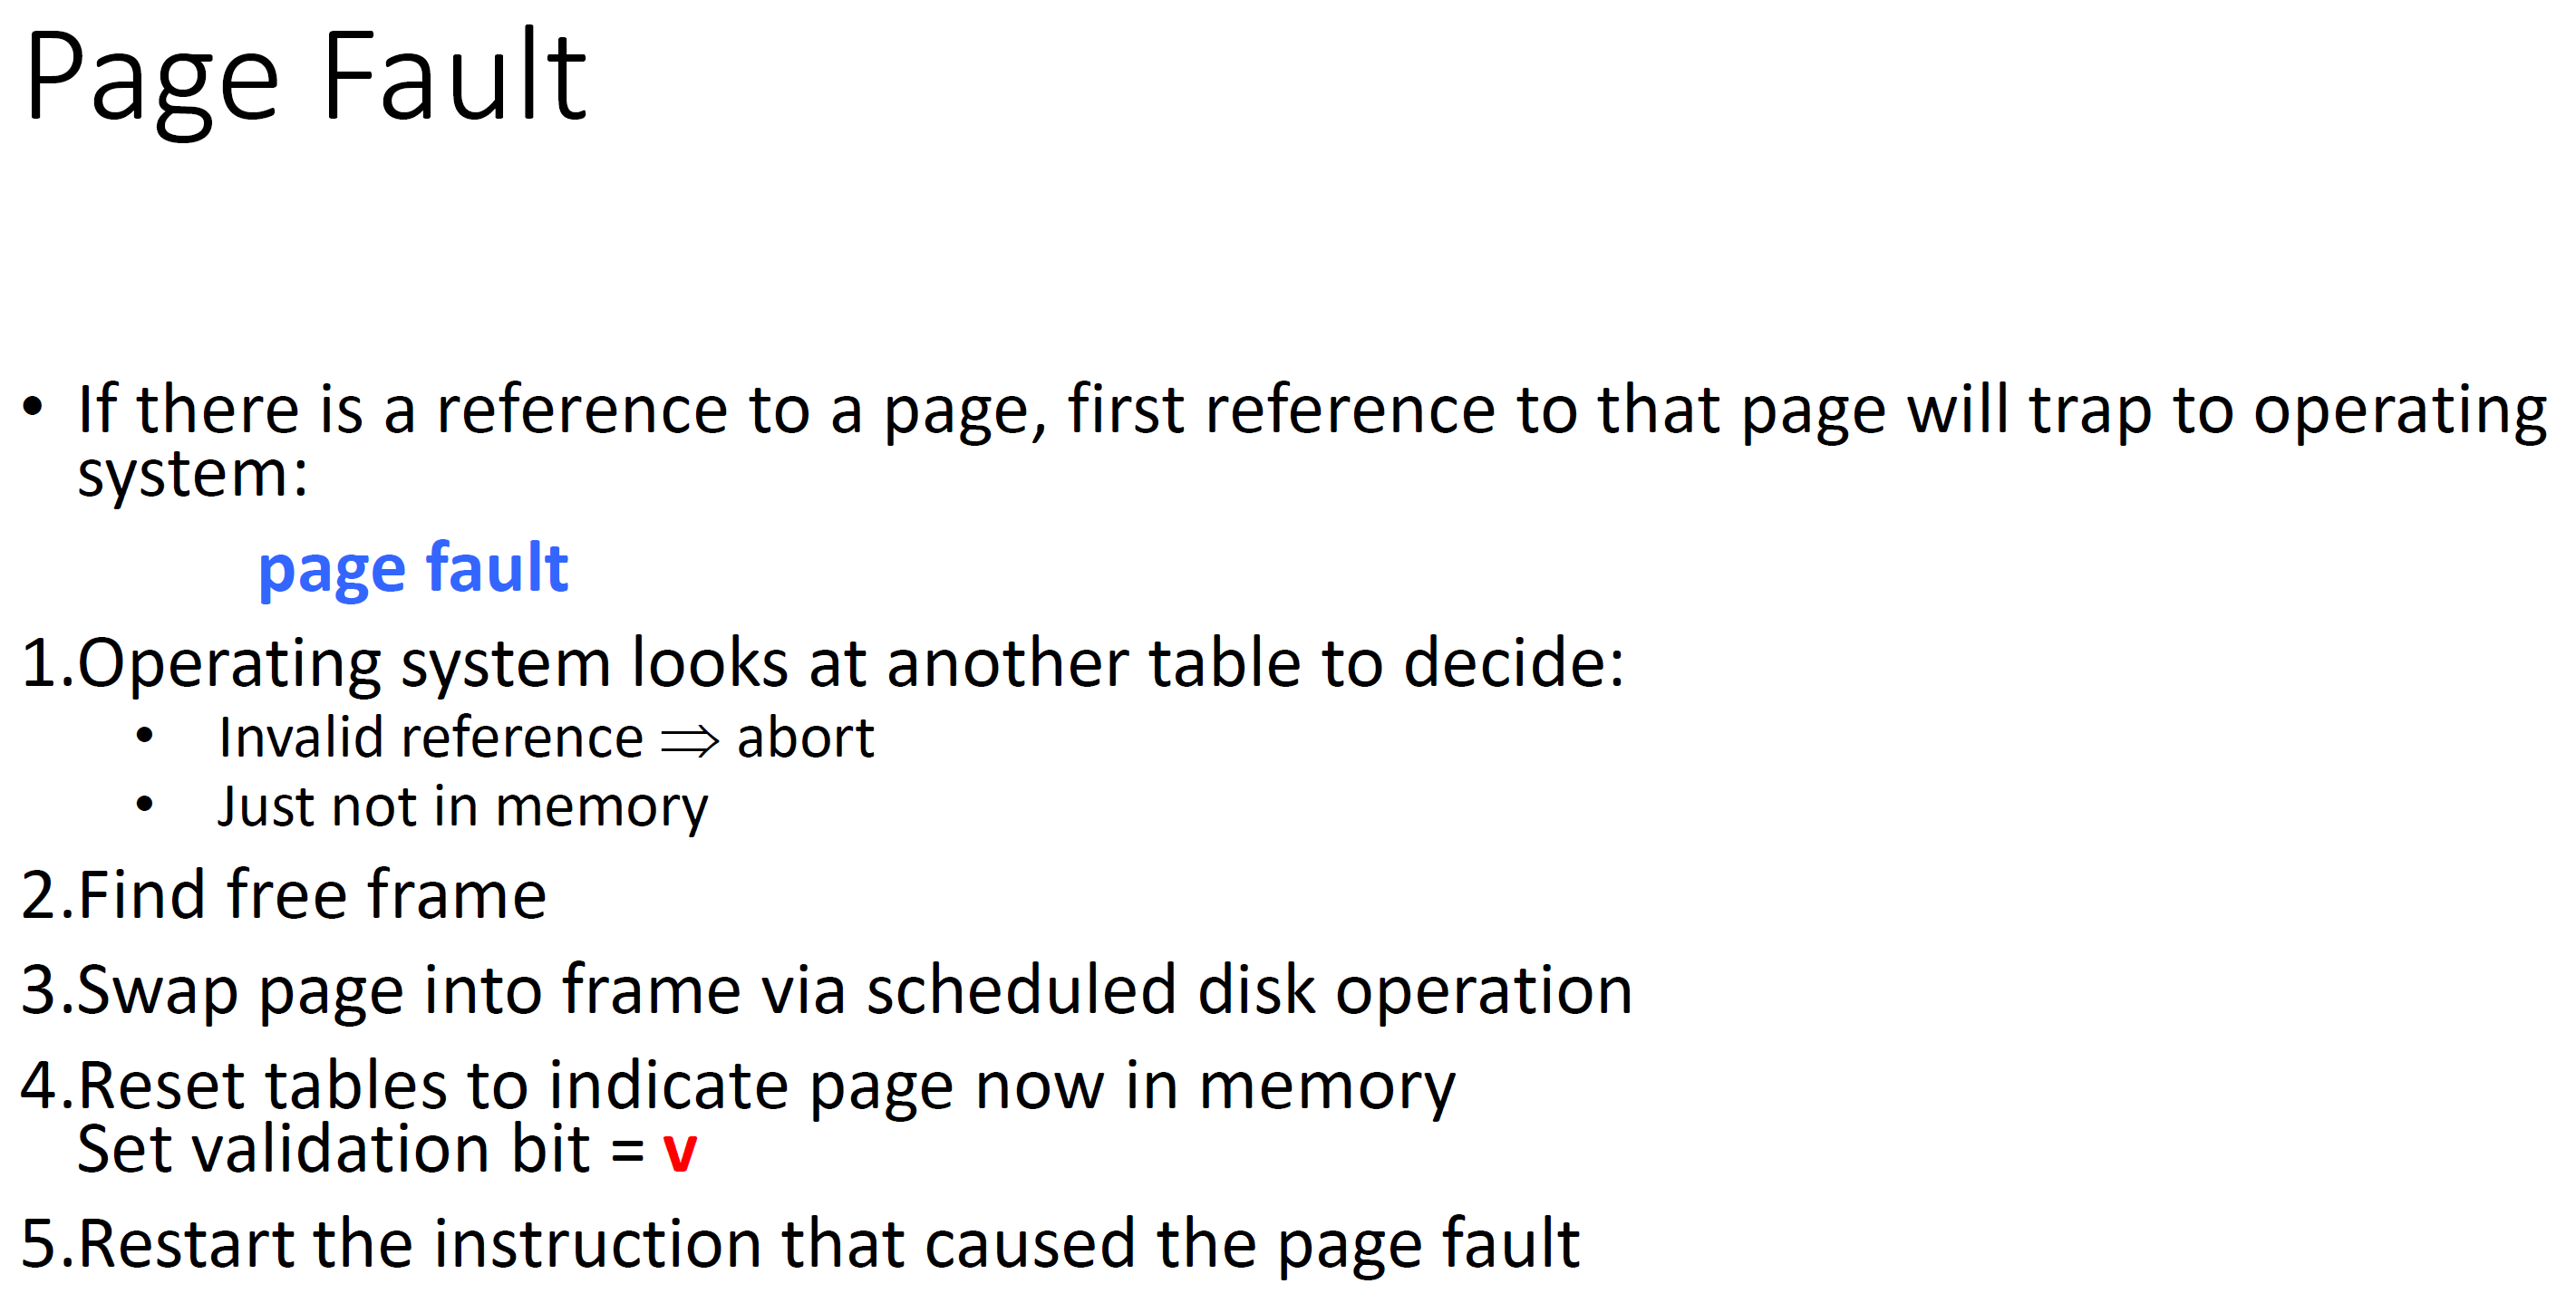 Page Fault
• If there is a reference to a page, first reference to that page will trap to operating
system:
page fault
1.Operating system looks at another table to decide:
• Invalid reference ⇒ abort
• Just not in memory
2.Find free frame
3.Swap page into frame via scheduled disk operation
4.Reset tables to indicate page now in memory
Set validation bit = v
5.Restart the instruction that caused the page fault